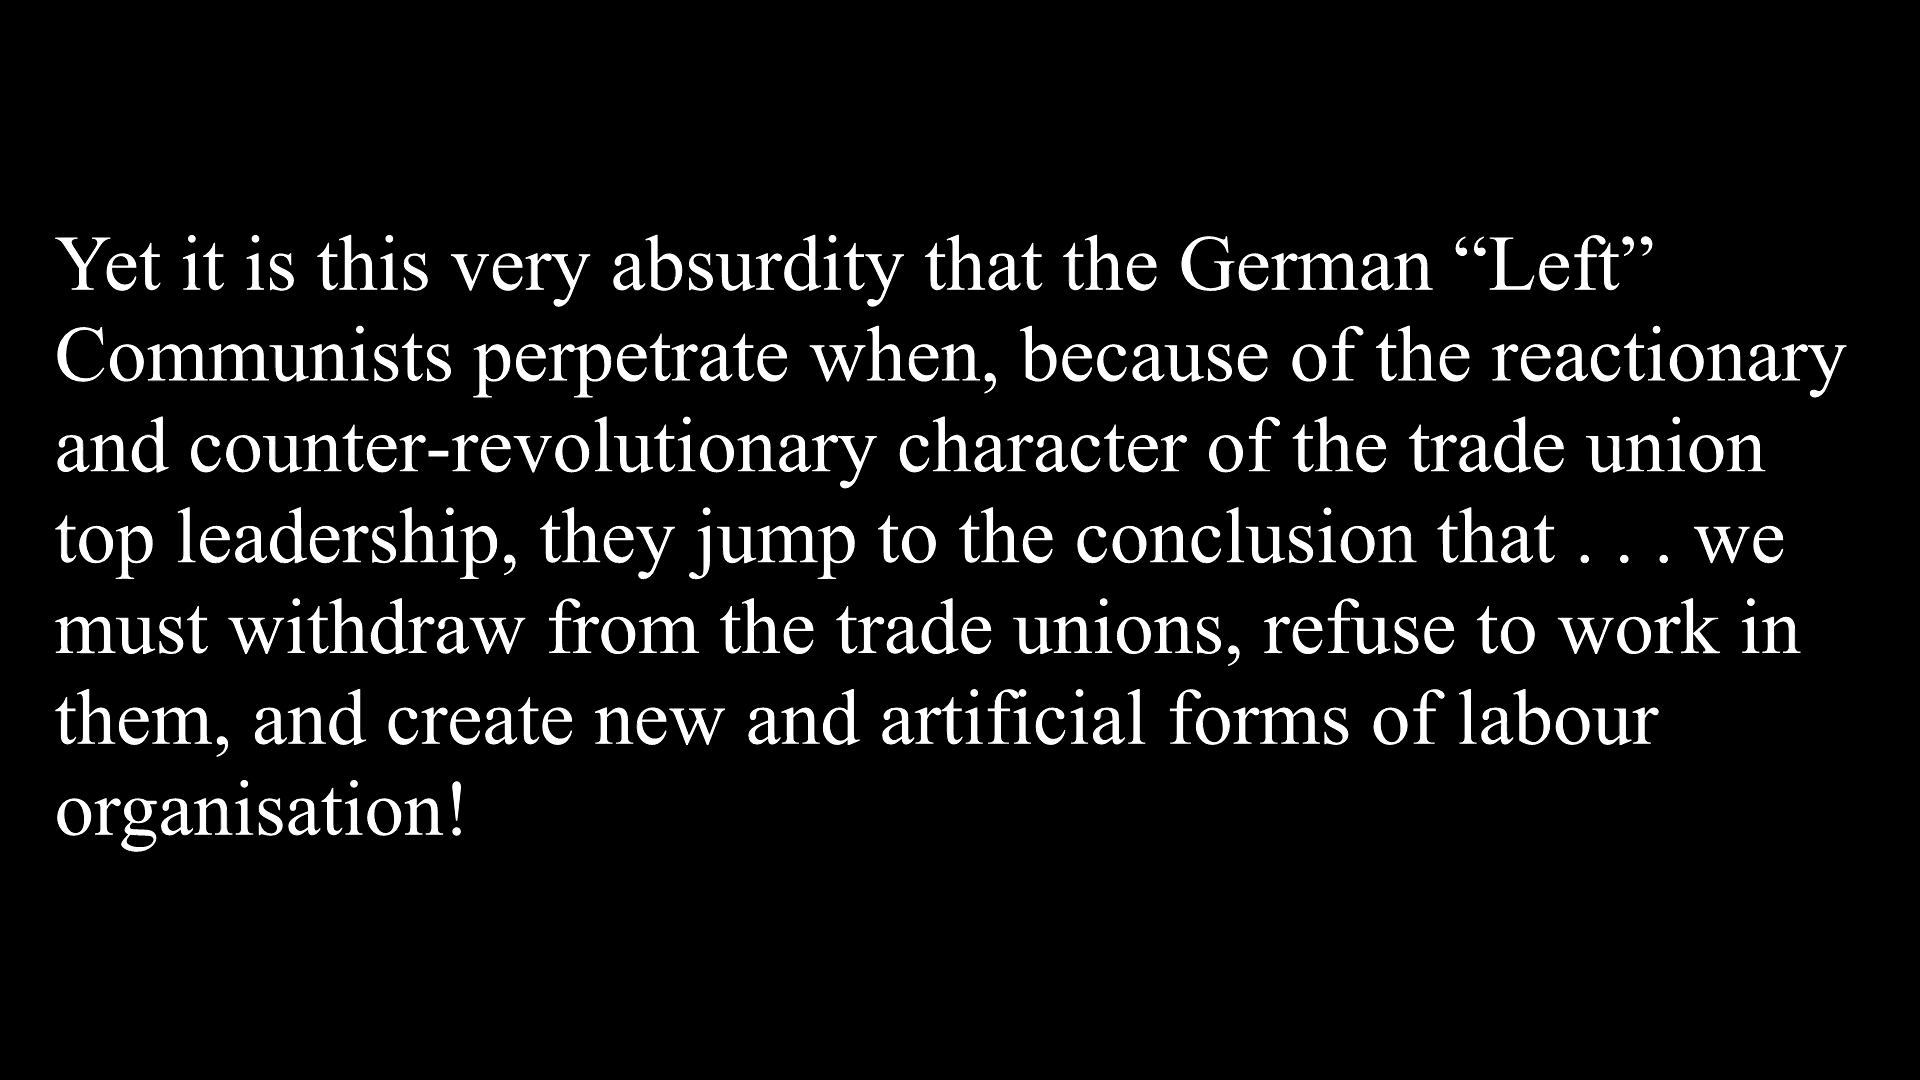 Yet it is this very absurdity that the German “Left”
Communists perpetrate when, because of the reactionary
and counter-revolutionary character of the trade union
top leadership, they jump to the conclusion that . . . we
must withdraw from the trade unions, refuse to work in
them, and create new and artificial forms of labour
organisation!